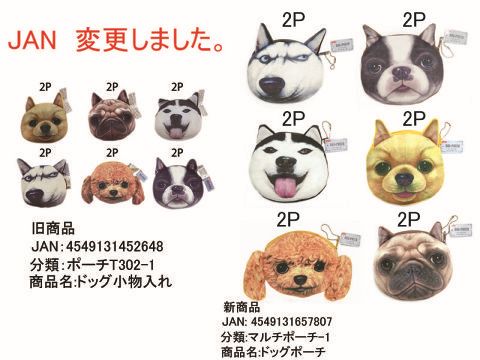 JAN　変更しました。
2P 2P
2P 2P 2P
2P 2P
2P 2P 2P
2P 2P
旧商品
JAN：4549131452648
分類：ポーチT302-1
商品名：ドッグ小物入れ
新商品
JAN: 4549131657807
分類：マルチポーチ-1
商品名：ドッグポーチ